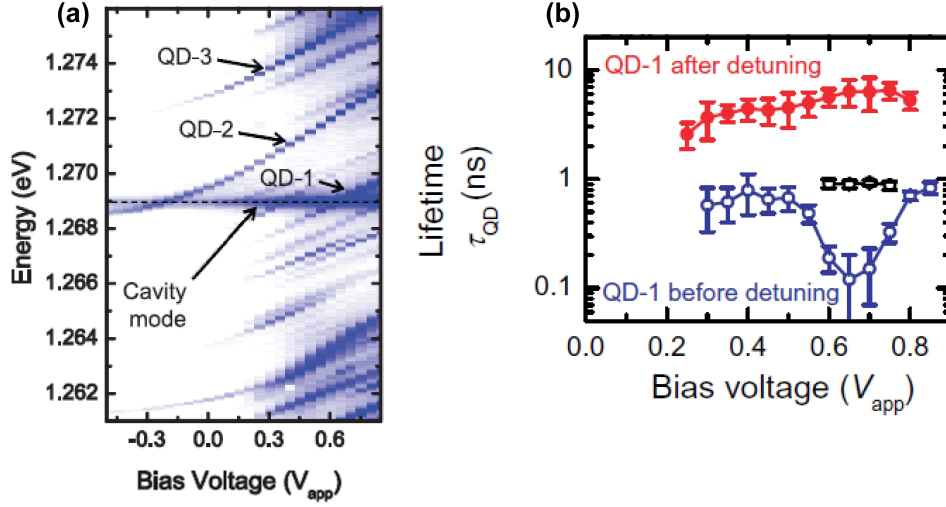 (a)
QD-3
QD-2
QD-1
Cavity
mode
Energy (eV)
1.274
1.272
1.270
1.268
1.266
1.264
1.262
-0.3
0.0
0.3
0.6
Bias Voltage (Vapp)
(b)
QD-1 after detuning
QD-1 before detuning
Lifetime
τQD (ns)
10
1
0.1
0.0
0.2
0.4
0.6
0.8
Bias voltage (Vapp)